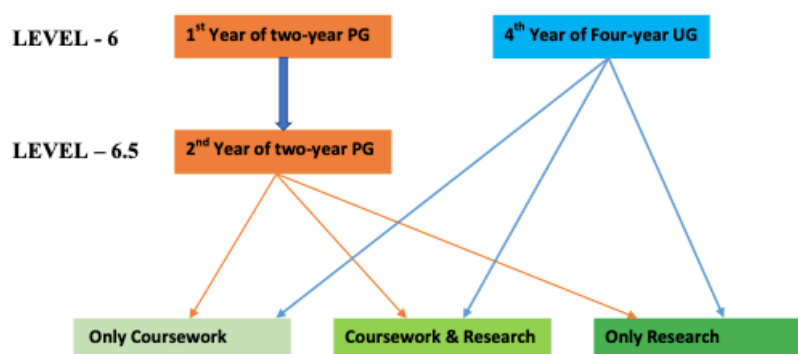 LEVEL - 6
1st Year of two-year PG
4th Year of Four-year UG
LEVEL – 6.5
2nd Year of two-year PG
Only Coursework
Coursework & Research
Only Research